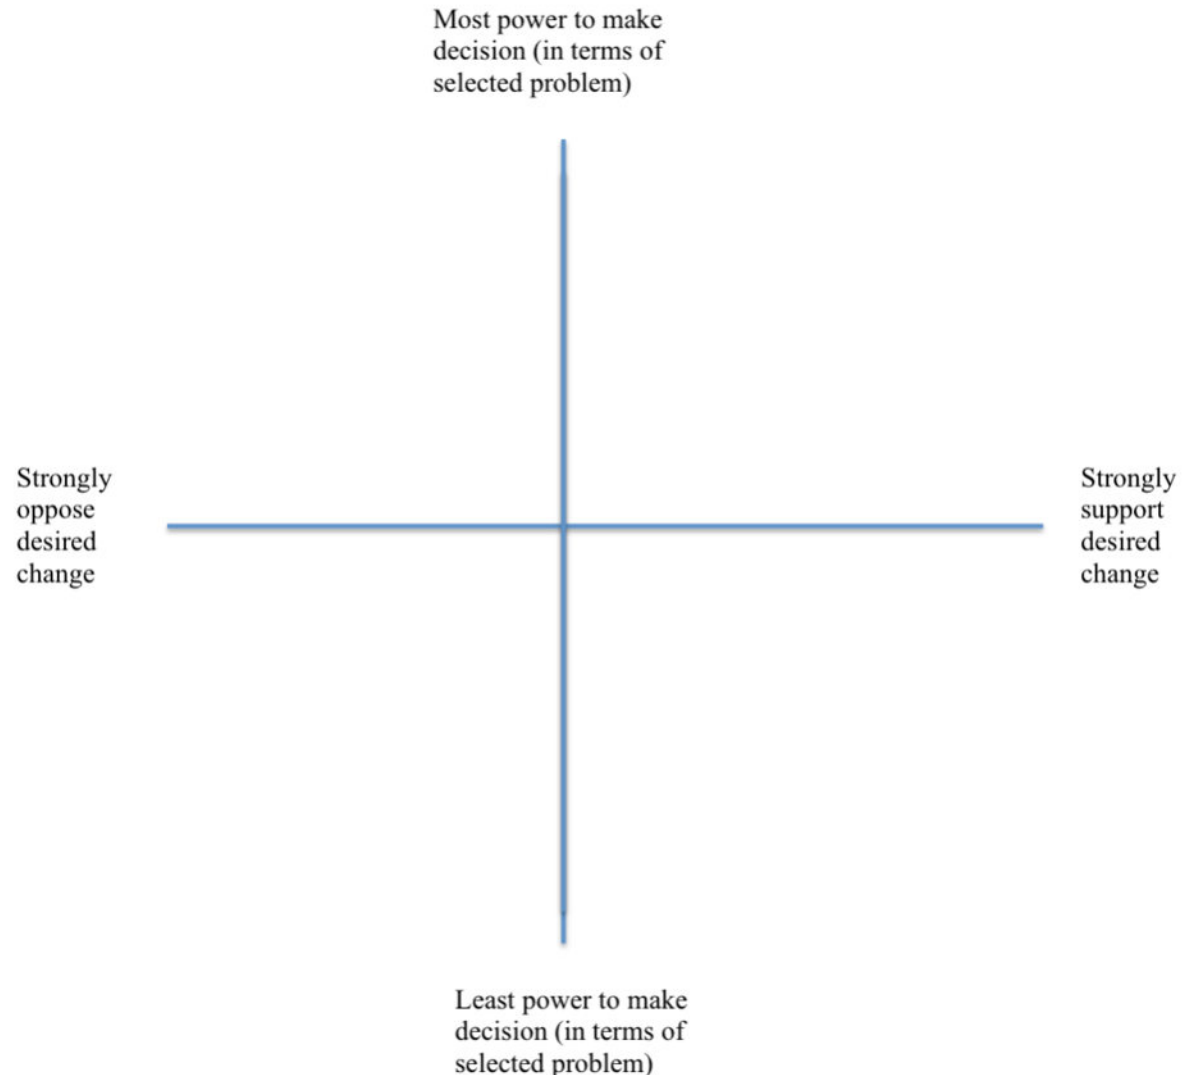 Most power to make
decision (in terms of
selected problem)
Strongly
oppose
desired
change
Strongly
support
desired
change
Least power to make
decision (in terms of
selected problem)